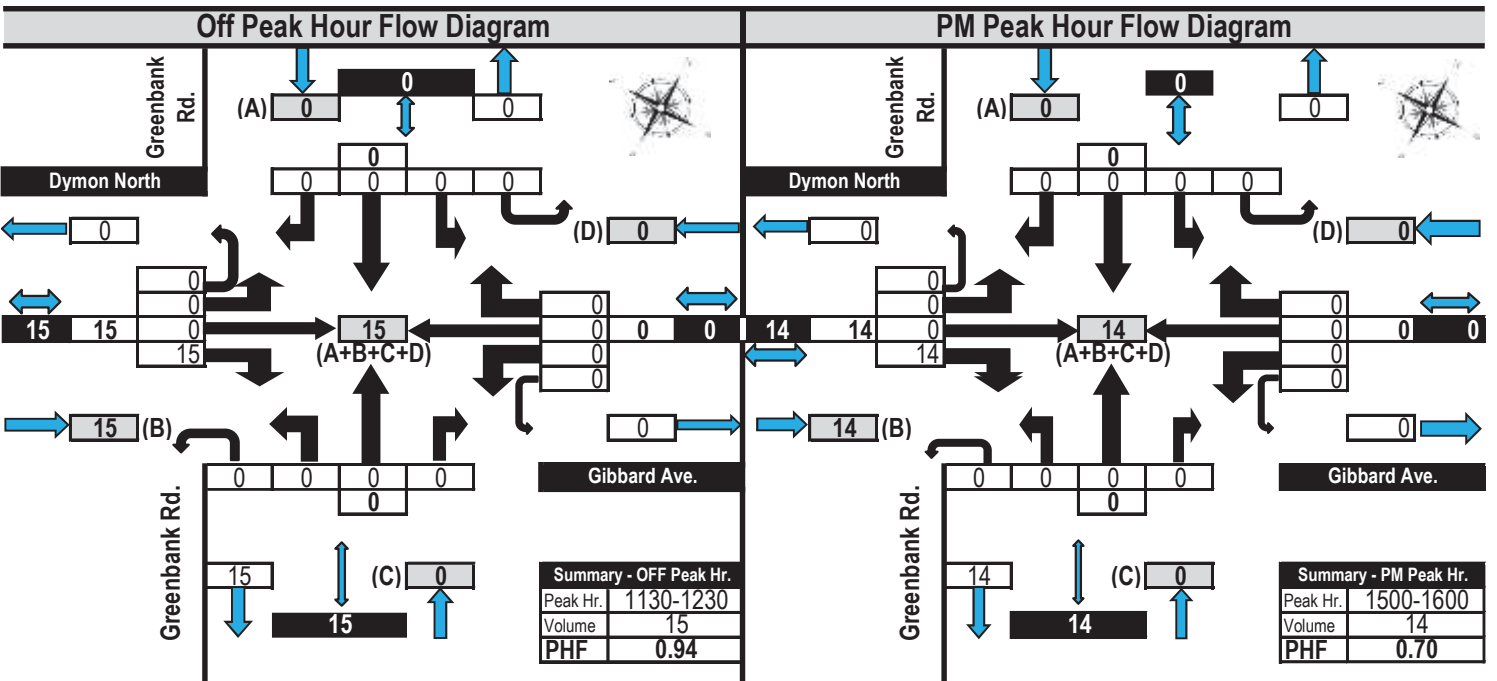 Off Peak Hour Flow Diagram
Greenbank
Rd.
0
(A) 0
0
0
Dymon North
0 0 0 0
0
(D) 0
0
0
0
0
15 15 0
15
(A+B+C+D)
0
0 0
0
15
0
0
15 (B)
0
0 0 0 0
0
Gibbard Ave.
Greenbank Rd.
15
(C) 0
15
Summary - OFF Peak Hr.
Peak Hr. 1130-1230
Volume 15
PHF 0.94
PM Peak Hour Flow Diagram
Greenbank
Rd.
0
(A) 0
0
0
Dymon North
0 0 0 0
0
(D) 0
0
0
0
0
14 14 0
14
(A+B+C+D)
0
0 0
0
14
0
0
14 (B)
0
0 0 0 0
0
Gibbard Ave.
Greenbank Rd.
14
(C) 0
14
Summary - PM Peak Hr.
Peak Hr. 1500-1600
Volume 14
PHF 0.70